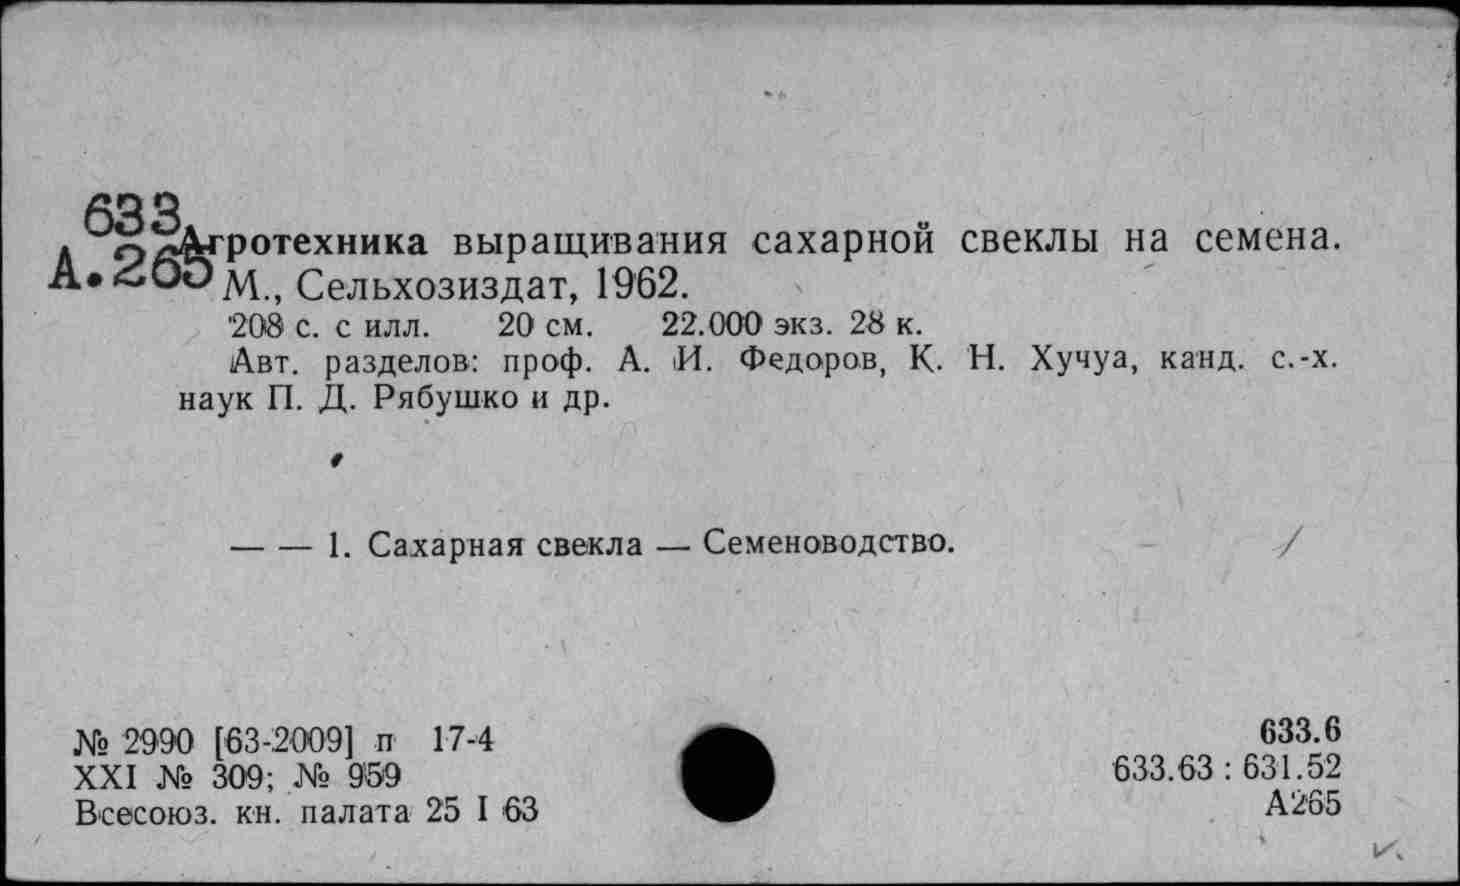 633
А.265
Агротехника выращивания сахарной свеклы на семена.
М., Сельхозиздат, 1962.
208 с. с илл. 20 см. 22.000 экз. 28 к.
Авт. разделов: проф. А. И. Федоров, К. Н. Хучуа, канд. с.-х.
наук П. Д. Рябушко и др.
— — 1. Сахарная свекла — Семеноводство.
№ 2990 [63-2009] п 17-4
XXI № 309; № 959
Всесоюз. кн. палата 25 I 63
633.6
633.63 : 631.52
А265